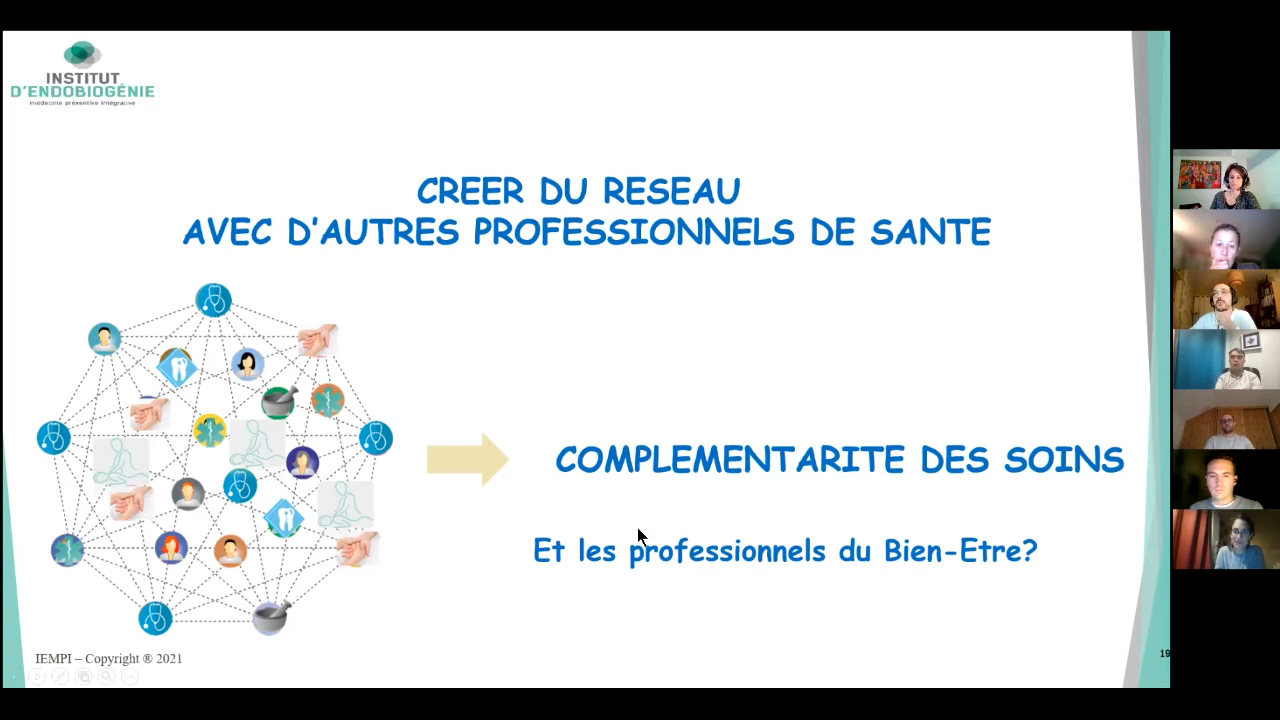 INSTITUT
D'ENDOBIOGÉNIE
médecine préventive intégrative
CREER DU RESEAU
AVEC D'AUTRES PROFESSIONNELS DE SANTE
COMPLEMENTARITE DES SOINS
Et les professionnels du Bien-Etre?
IEMPI – Copyright ® 2021
19